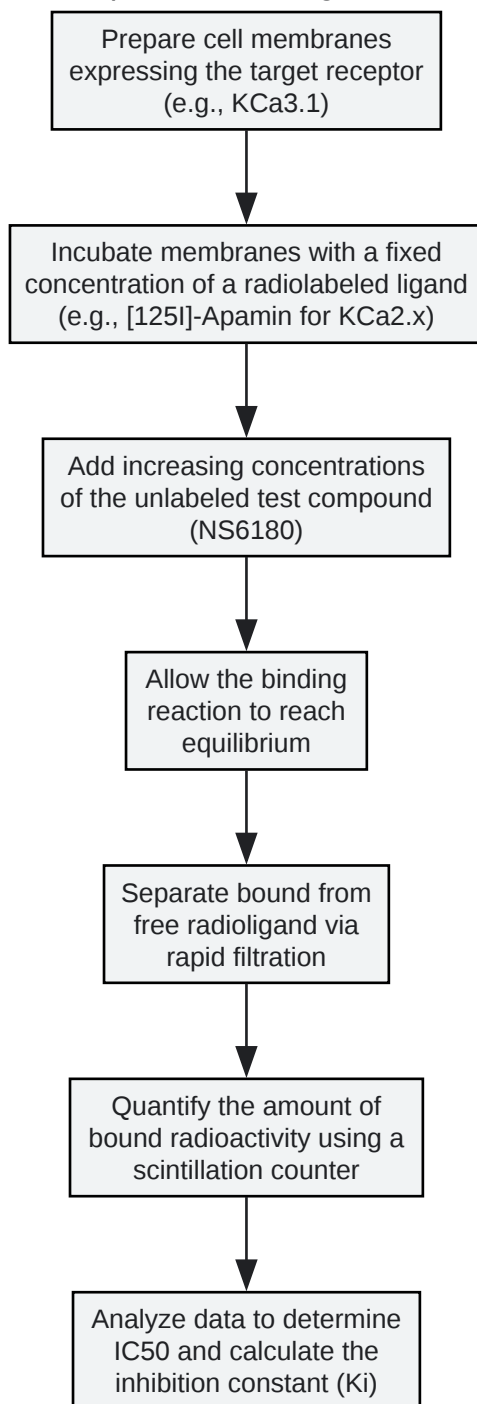 Prepare cell membranes
expressing the target receptor
(e.g., KCa3.1)
Incubate membranes with a fixed
concentration of a radiolabeled ligand
(e.g., [125I]-Apamin for KCa2.x)
Add increasing concentrations
of the unlabeled test compound
(NS6180)
Allow the binding
reaction to reach
equilibrium
Separate bound from
free radioligand via
rapid filtration
Quantify the amount of
bound radioactivity using a
scintillation counter
Analyze data to determine
IC50 and calculate the
inhibition constant (Ki)